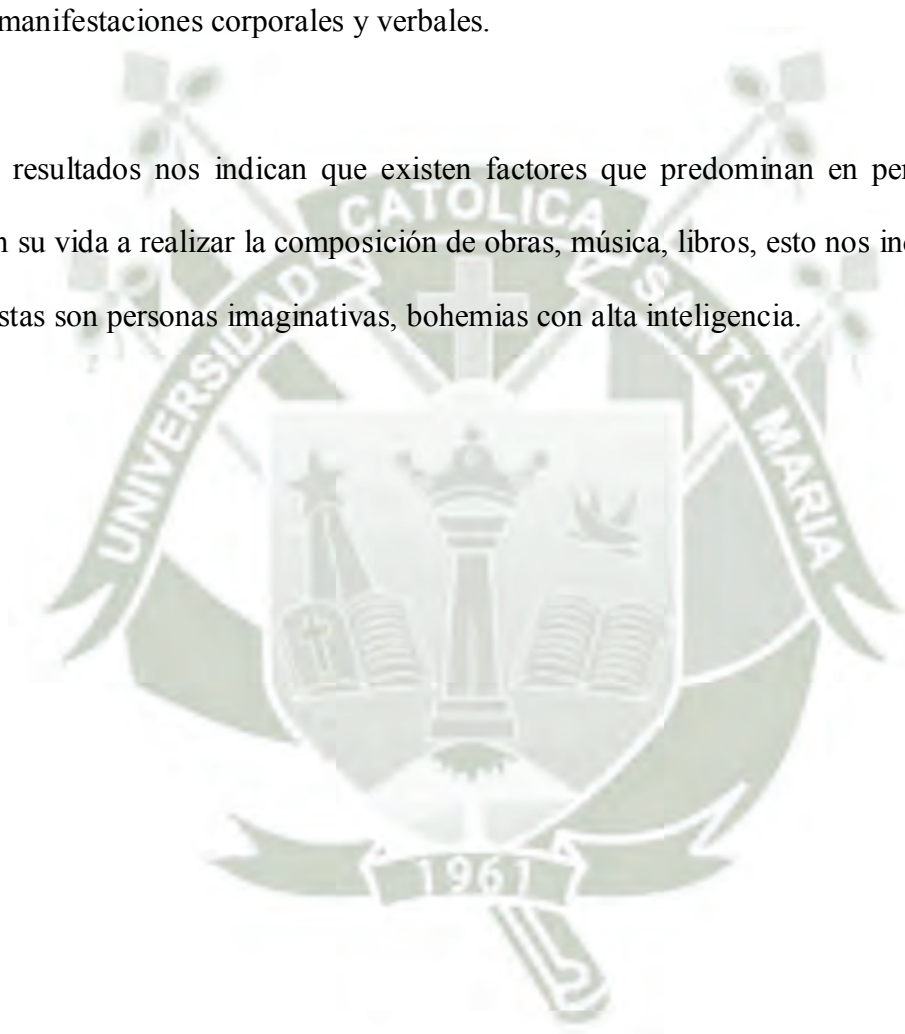 manifestaciones corporales y verbales.
resultados nos indican que existen factores que predominan en per
n su vida a realizar la composición de obras, música, libros, esto nos in
stas son personas imaginativas, bohemias con alta inteligencia.
UNIVERSIDAD CATOLICA SANTA MARIA
1961